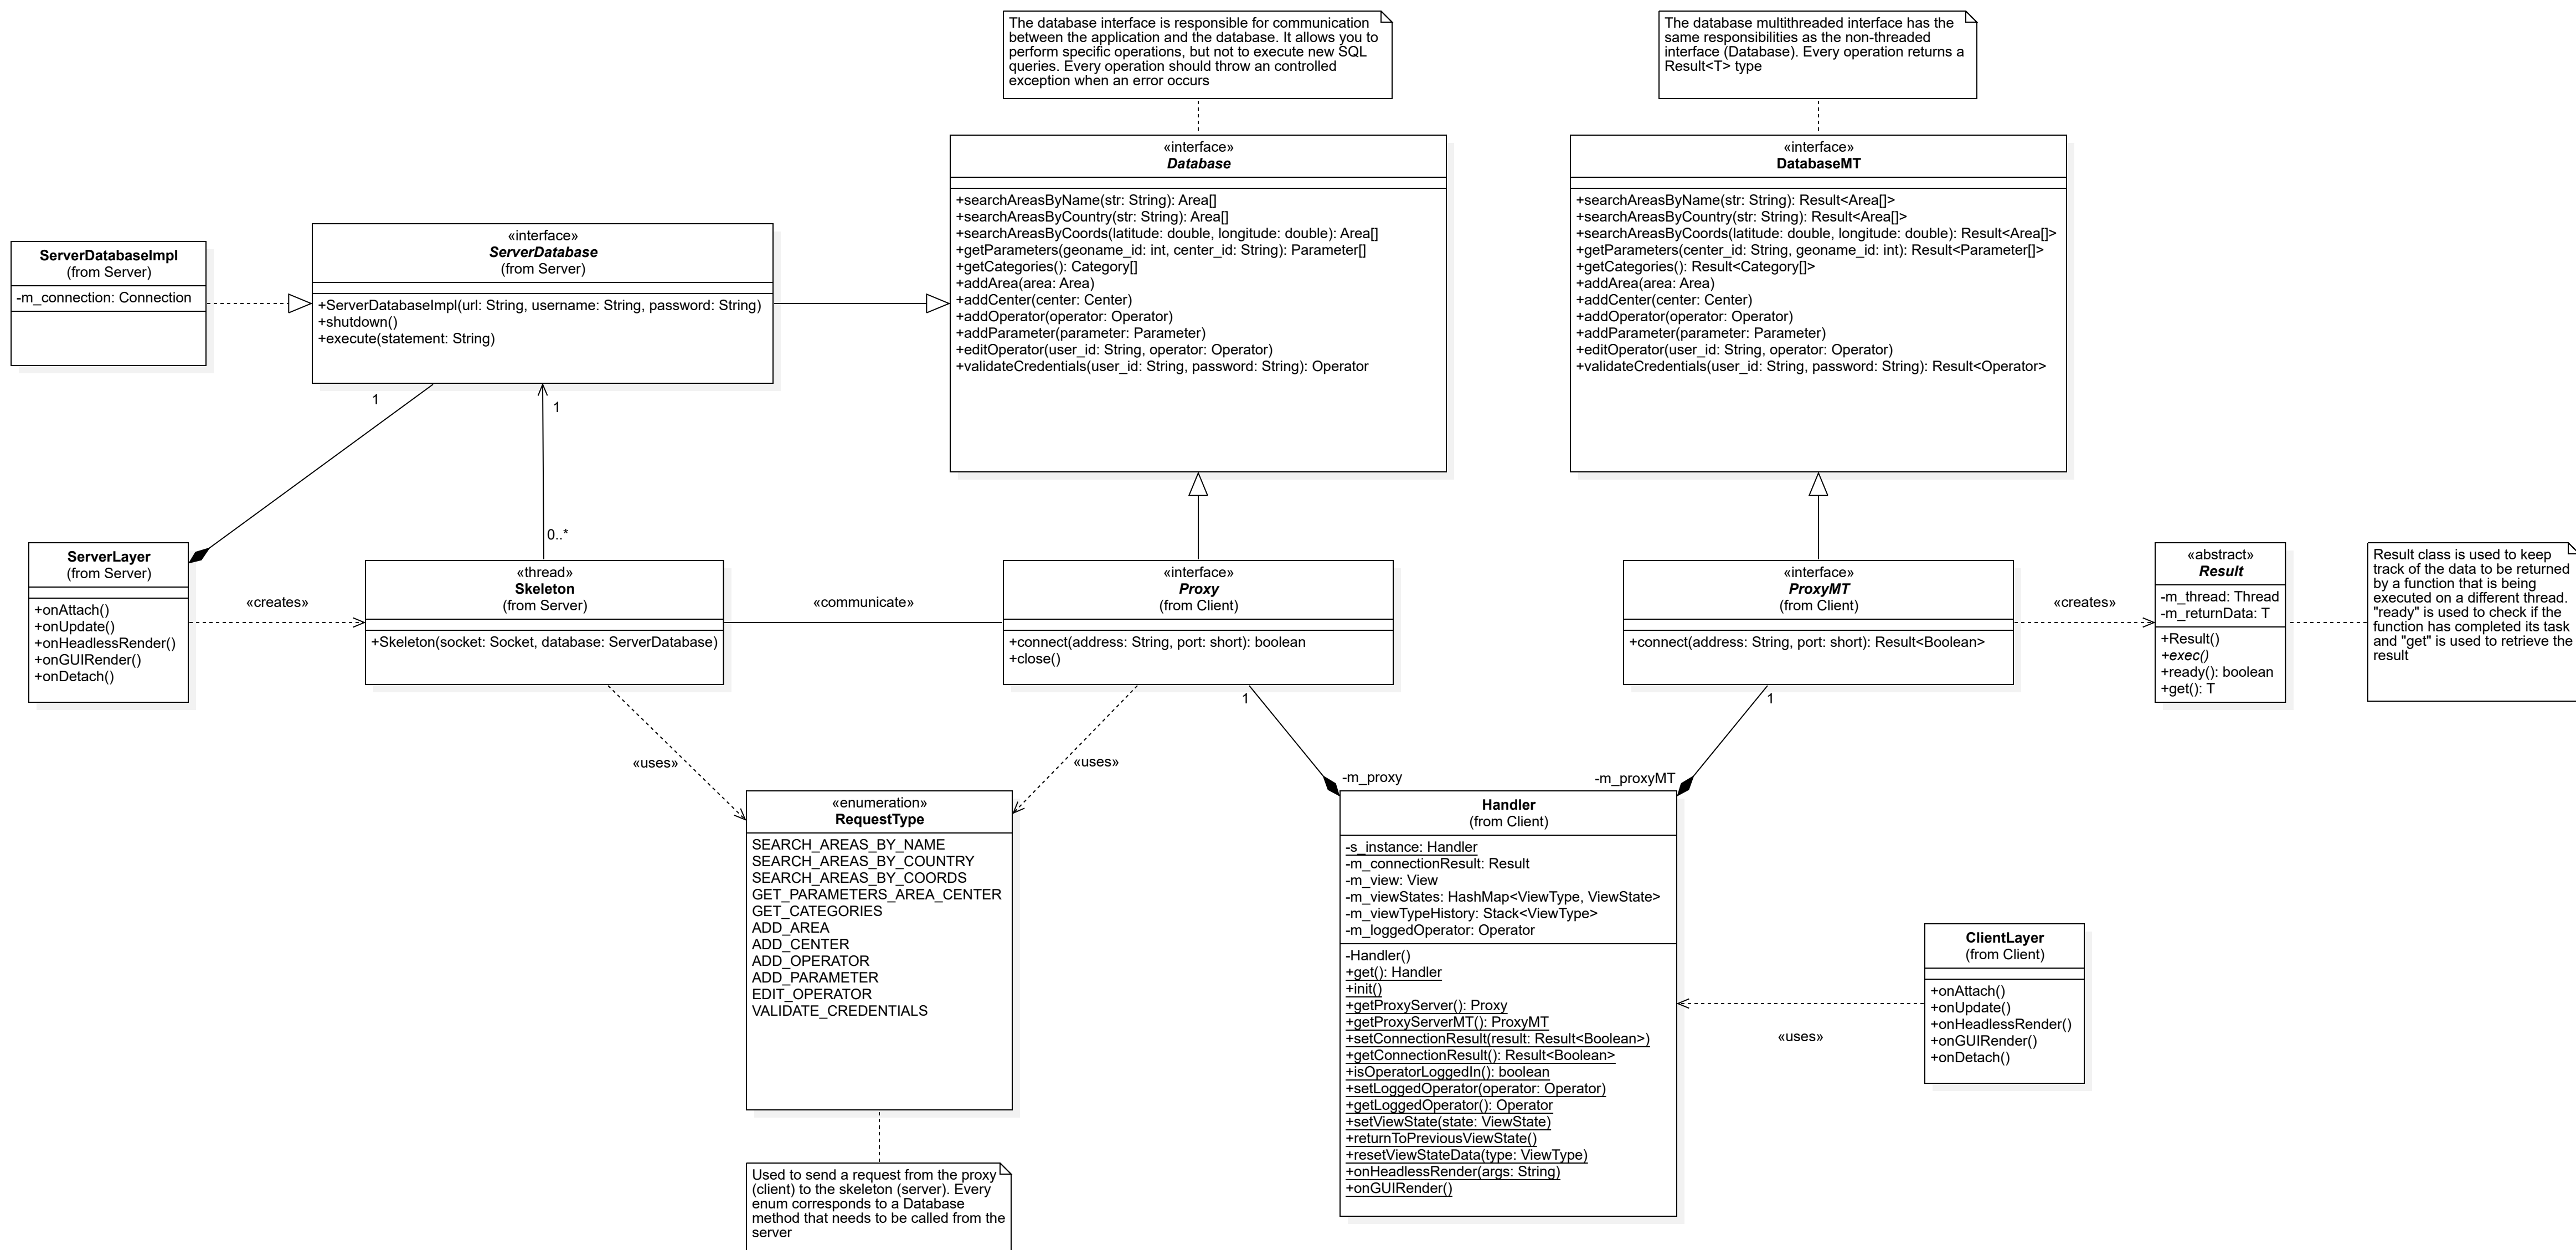 The database interface is responsible for communication
between the application and the database. It allows you to
perform specific operations, but not to execute new SQL
queries. Every operation should throw an controlled
exception when an error occurs
The database multithreaded interface has the
same responsibilities as the non-threaded
interface (Database). Every operation returns a
Result<T> type
«interface»
Database
+searchAreasByName(str: String): Area[]
+searchAreasByCountry(str: String): Area[]
+searchAreasByCoords(latitude: double, longitude: double): Area[]
+getParameters(geoname_id: int, center_id: String): Parameter[]
+getCategories(): Category[]
+addArea(area: Area)
+addCenter(center: Center)
+addOperator(operator: Operator)
+addParameter(parameter: Parameter)
+editOperator(user_id: String, operator: Operator)
+validateCredentials(user_id: String, password: String): Operator
«interface»
DatabaseMT
+searchAreasByName(str: String): Result<Area[]>
+searchAreasByCountry(str: String): Result<Area[]>
+searchAreasByCoords(latitude: double, longitude: double): Result<Area[]>
+getParameters(center_id: String, geoname_id: int): Result<Parameter[]>
+getCategories(): Result<Category[]>
+addArea(area: Area)
+addCenter(center: Center)
+addOperator(operator: Operator)
+addParameter(parameter: Parameter)
+editOperator(user_id: String, operator: Operator)
+validateCredentials(user_id: String, password: String): Result<Operator>
ServerDatabaseImpl
(from Server)
-m_connection: Connection
«interface»
ServerDatabase
(from Server)
+ServerDatabaseImpl(url: String, username: String, password: String)
+shutdown()
+execute(statement: String)
1
1
0..*
ServerLayer
(from Server)
+onAttach()
+onUpdate()
+onHeadlessRender()
+onGUIRender()
+onDetach()
«creates»
«thread»
Skeleton
(from Server)
+Skeleton(socket: Socket, database: ServerDatabase)
«communicate»
«interface»
Proxy
(from Client)
+connect(address: String, port: short): boolean
+close()
«interface»
ProxyMT
(from Client)
+connect(address: String, port: short): Result<Boolean>
«creates»
«abstract»
Result
-m_thread: Thread
-m_returnData: T
+Result()
+exec()
+ready(): boolean
+get(): T
Result class is used to keep
track of the data to be returned
by a function that is being
executed on a different thread.
"ready" is used to check if the
function has completed its task
and "get" is used to retrieve the
result
1
1
«uses»
«uses»
-m_proxy
-m_proxyMT
«enumeration»
RequestType
SEARCH_AREAS_BY_NAME
SEARCH_AREAS_BY_COUNTRY
SEARCH_AREAS_BY_COORDS
GET_PARAMETERS_AREA_CENTER
GET_CATEGORIES
ADD_AREA
ADD_CENTER
ADD_OPERATOR
ADD_PARAMETER
EDIT_OPERATOR
VALIDATE_CREDENTIALS
Handler
(from Client)
-s_instance: Handler
-m_connectionResult: Result
-m_view: View
-m_viewStates: HashMap<ViewType, ViewState>
-m_viewTypeHistory: Stack<ViewType>
-m_loggedOperator: Operator
-Handler()
+get(): Handler
+init()
+getProxyServer(): Proxy
+getProxyServerMT(): ProxyMT
+setConnectionResult(result: Result<Boolean>)
+getConnectionResult(): Result<Boolean>
+isOperatorLoggedIn(): boolean
+setLoggedOperator(operator: Operator)
+getLoggedOperator(): Operator
+setViewState(state: ViewState)
+returnToPreviousViewState()
+resetViewStateData(type: ViewType)
+onHeadlessRender(args: String)
+onGUIRender()
«uses»
ClientLayer
(from Client)
+onAttach()
+onUpdate()
+onHeadlessRender()
+onGUIRender()
+onDetach()
Used to send a request from the proxy
(client) to the skeleton (server). Every
enum corresponds to a Database
method that needs to be called from the
server